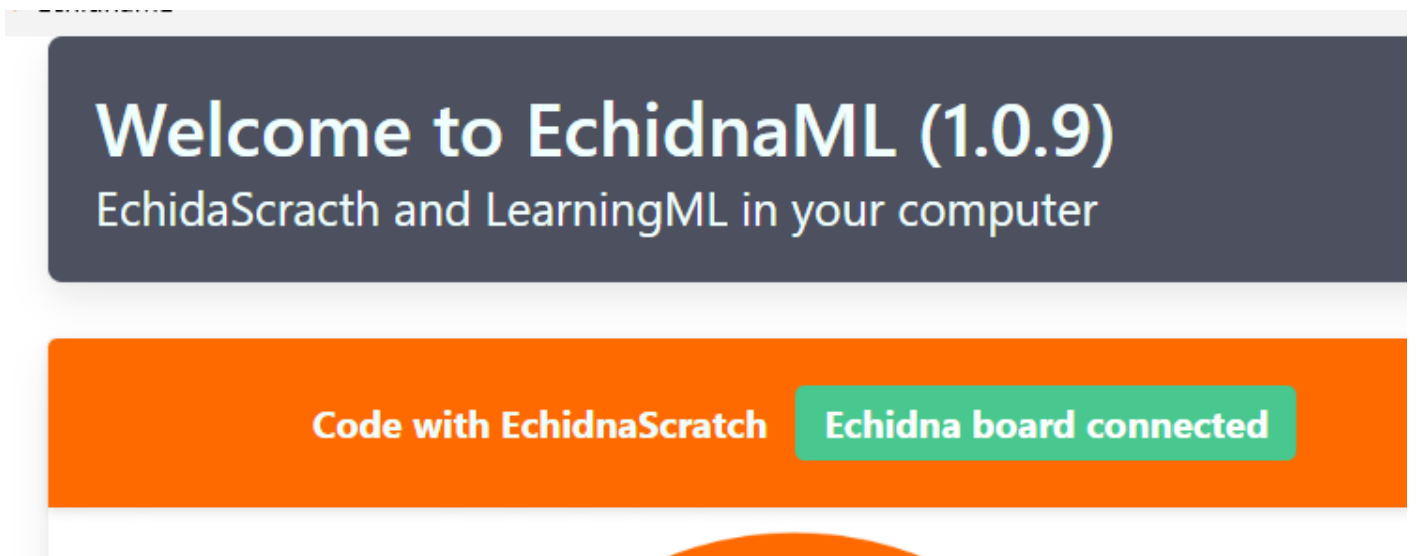 Welcome to EchidnaML (1.0.9)
EchidaScracth and LearningML in your computer
Code with EchidnaScratch Echidna board connected